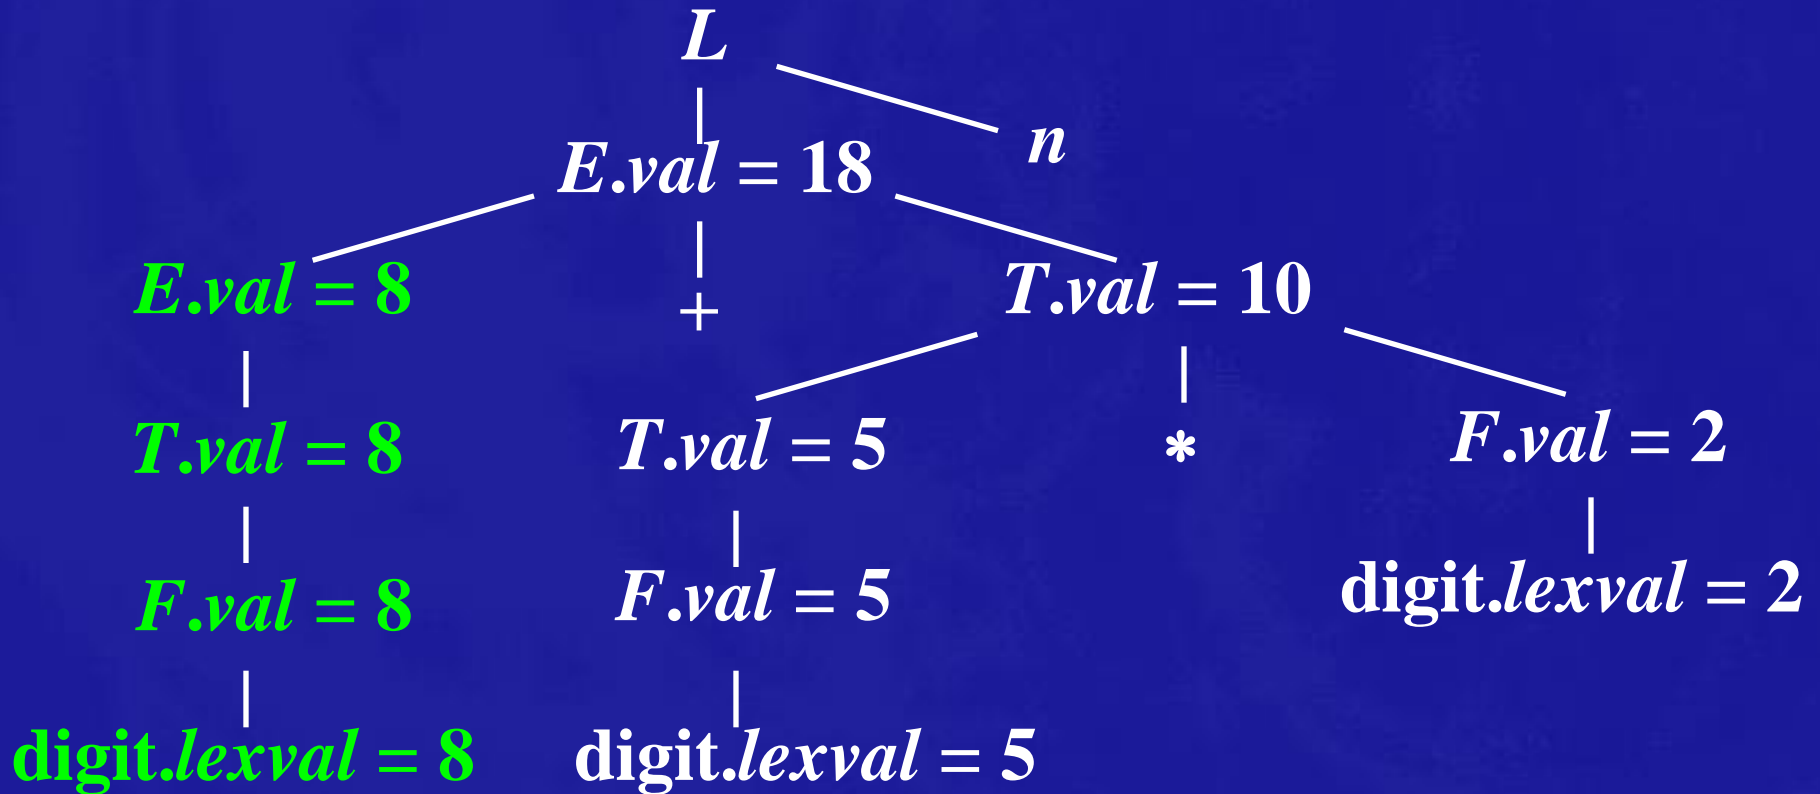 L
n
E.val = 18
E.val = 8
+
T.val = 10
T.val = 8
T.val = 5
*
F.val = 2
F.val = 8
F.val = 5
digit.lexval = 2
digit.lexval = 8
digit.lexval = 5